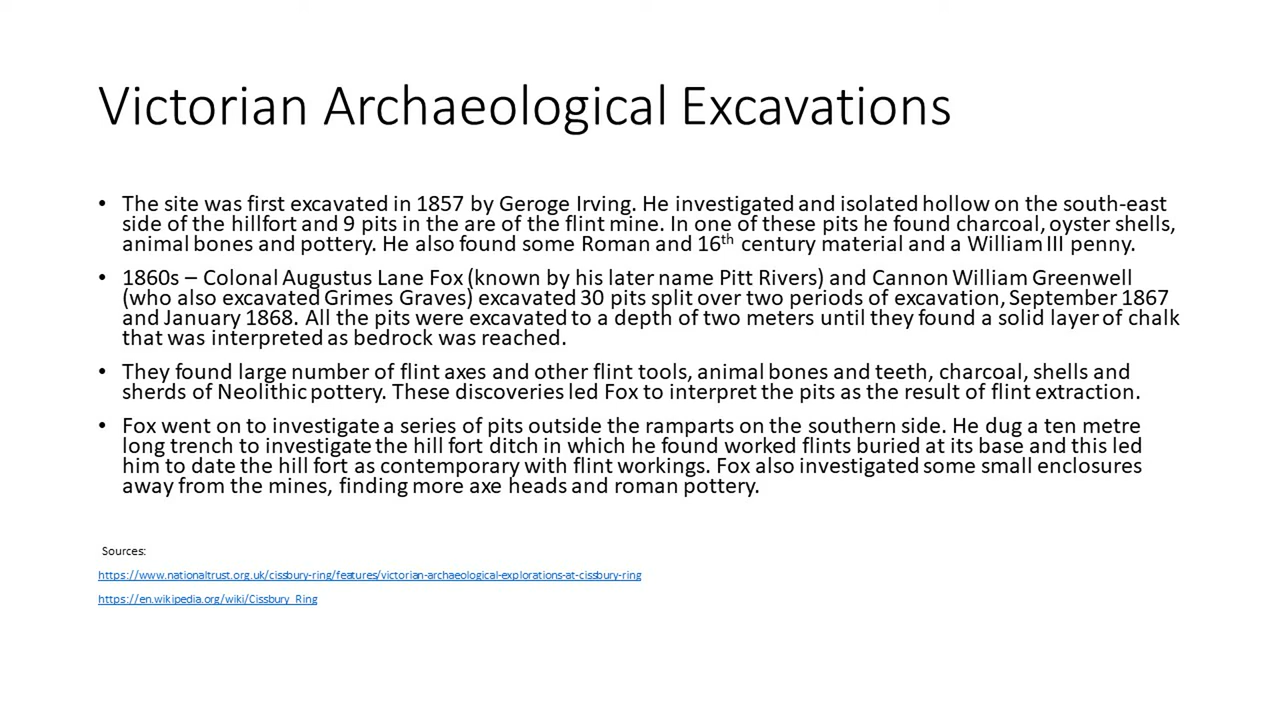 Victorian Archaeological Excavations
• The site was first excavated in 1857 by Geroge Irving. He investigated and isolated hollow on the south-east
side of the hillfort and 9 pits in the are of the flint mine. In one of these pits he found charcoal, oyster shells,
animal bones and pottery. He also found some Roman and 16th century material and a William III penny.
• 1860s – Colonal Augustus Lane Fox (known by his later name Pitt Rivers) and Cannon William Greenwell
(who also excavated Grimes Graves) excavated 30 pits split over two periods of excavation, September 1867
and January 1868. All the pits were excavated to a depth of two meters until they found a solid layer of chalk
that was interpreted as bedrock was reached.
• They found large number of flint axes and other flint tools, animal bones and teeth, charcoal, shells and
sherds of Neolithic pottery. These discoveries led Fox to interpret the pits as the result of flint extraction.
• Fox went on to investigate a series of pits outside the ramparts on the southern side. He dug a ten metre
long trench to investigate the hill fort ditch in which he found worked flints buried at its base and this led
him to date the hill fort as contemporary with flint workings. Fox also investigated some small enclosures
away from the mines, finding more axe heads and roman pottery.
Sources:
https://www.nationaltrust.org.uk/cissbury-ring/features/victorian-archaeological-explorations-at-cissbury-ring
https://en.wikipedia.org/wiki/Cissbury_Ring